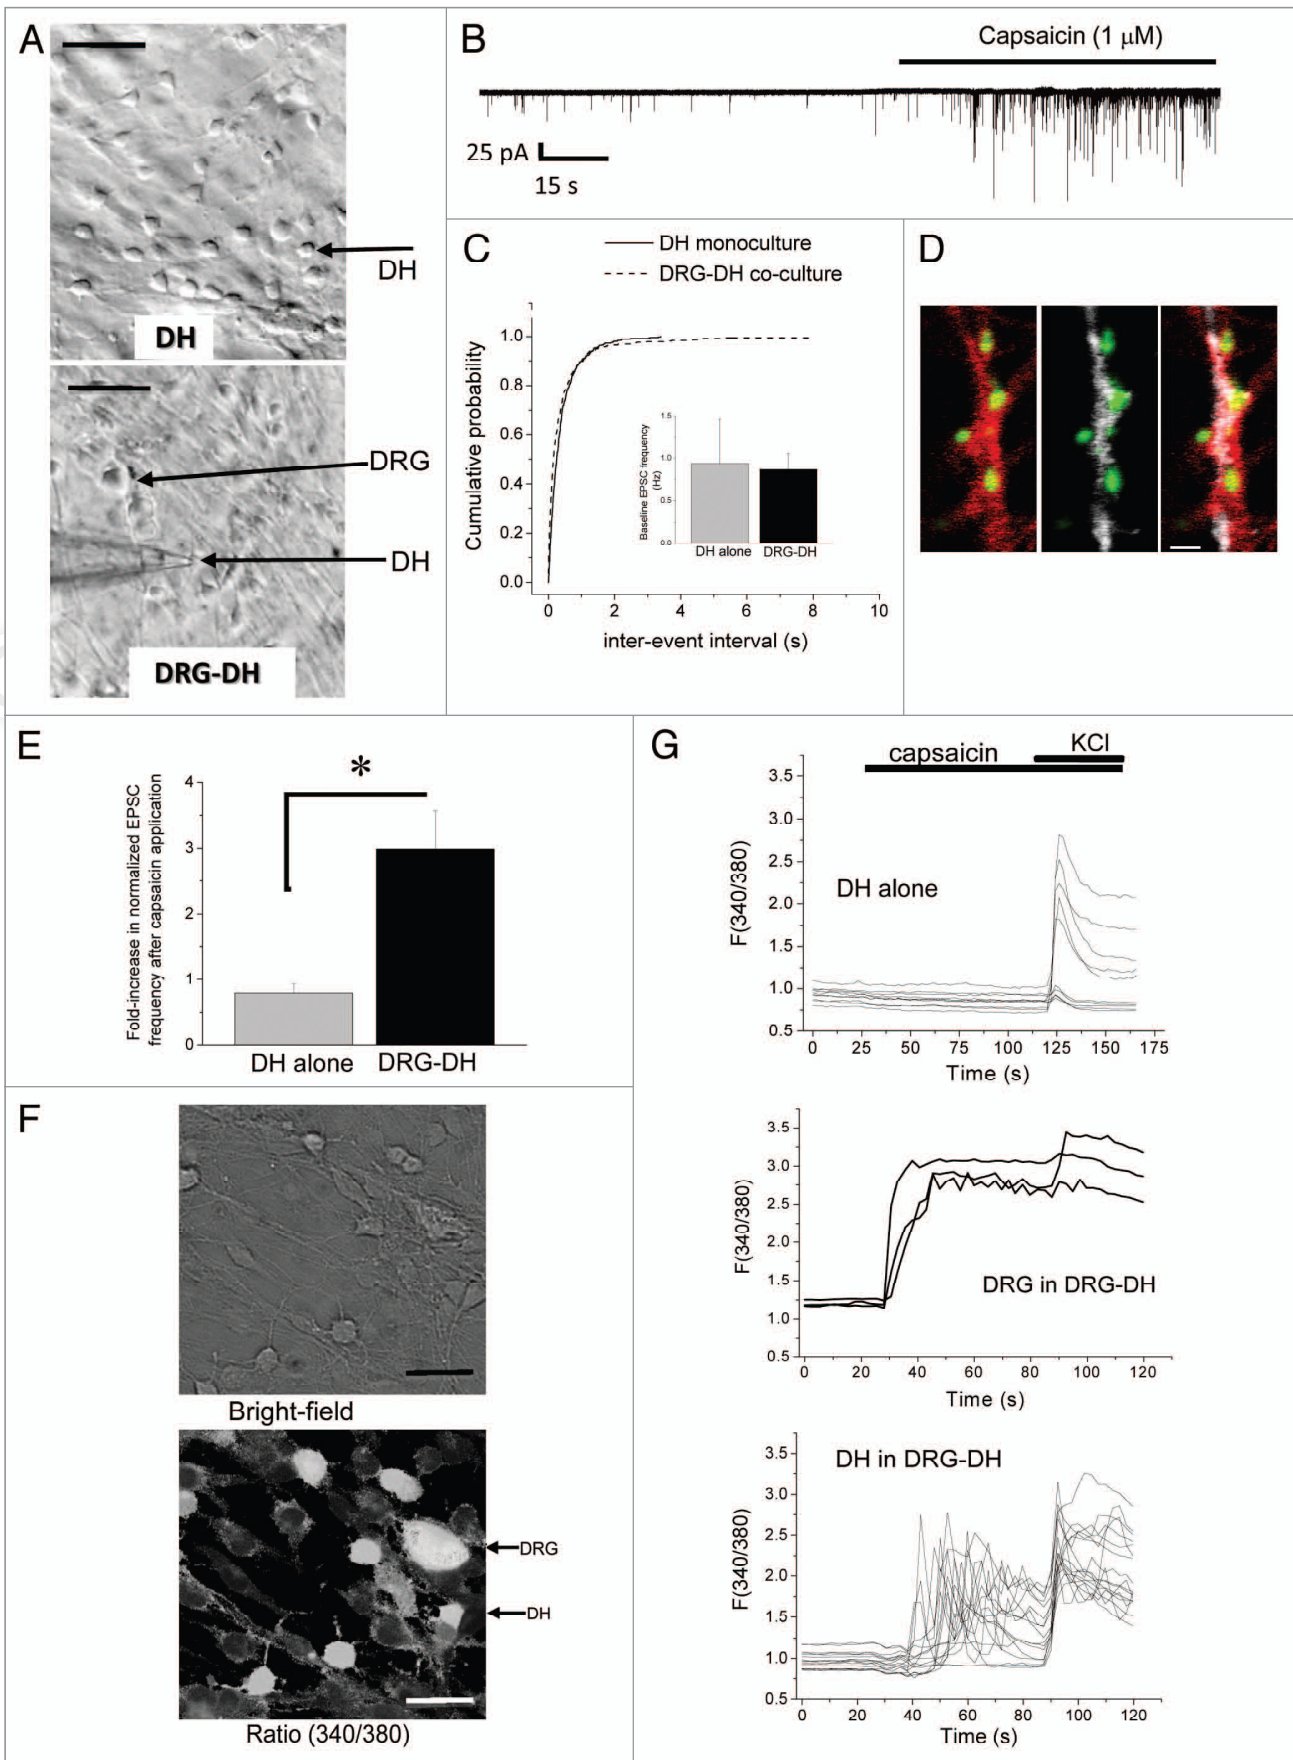 A
DH
DH
DRG
DH
DRG-DH
B
Capsaicin (1 μM)
25 pA
15 s
C
DH monoculture
DRG-DH co-culture
Cumulative probability
1.0
0.8
0.6
0.4
0.2
0.0
0 2 4 6 8 10
inter-event interval (s)
Baseline EPSC frequency
(Hz)
1.5
1.0
0.5
0.0
DH alone DRG-DH
D
E
*
Fold-increase in normalized EPSC
frequency after capsaicin application
4
3
2
1
0
DH alone DRG-DH
F
Bright-field
DRG
DH
Ratio (340/380)
G
capsaicin
KCl
F(340/380)
3.5
3.0
2.5
2.0
1.5
1.0
0.5
DH alone
0 25 50 75 100 125 150 175
Time (s)
F(340/380)
3.5
3.0
2.5
2.0
1.5
1.0
0.5
DRG in DRG-DH
0 20 40 60 80 100 120
Time (s)
DH in DRG-DH
F(340/380)
3.5
3.0
2.5
2.0
1.5
1.0
0.5
0 20 40 60 80 100 120
Time (s)